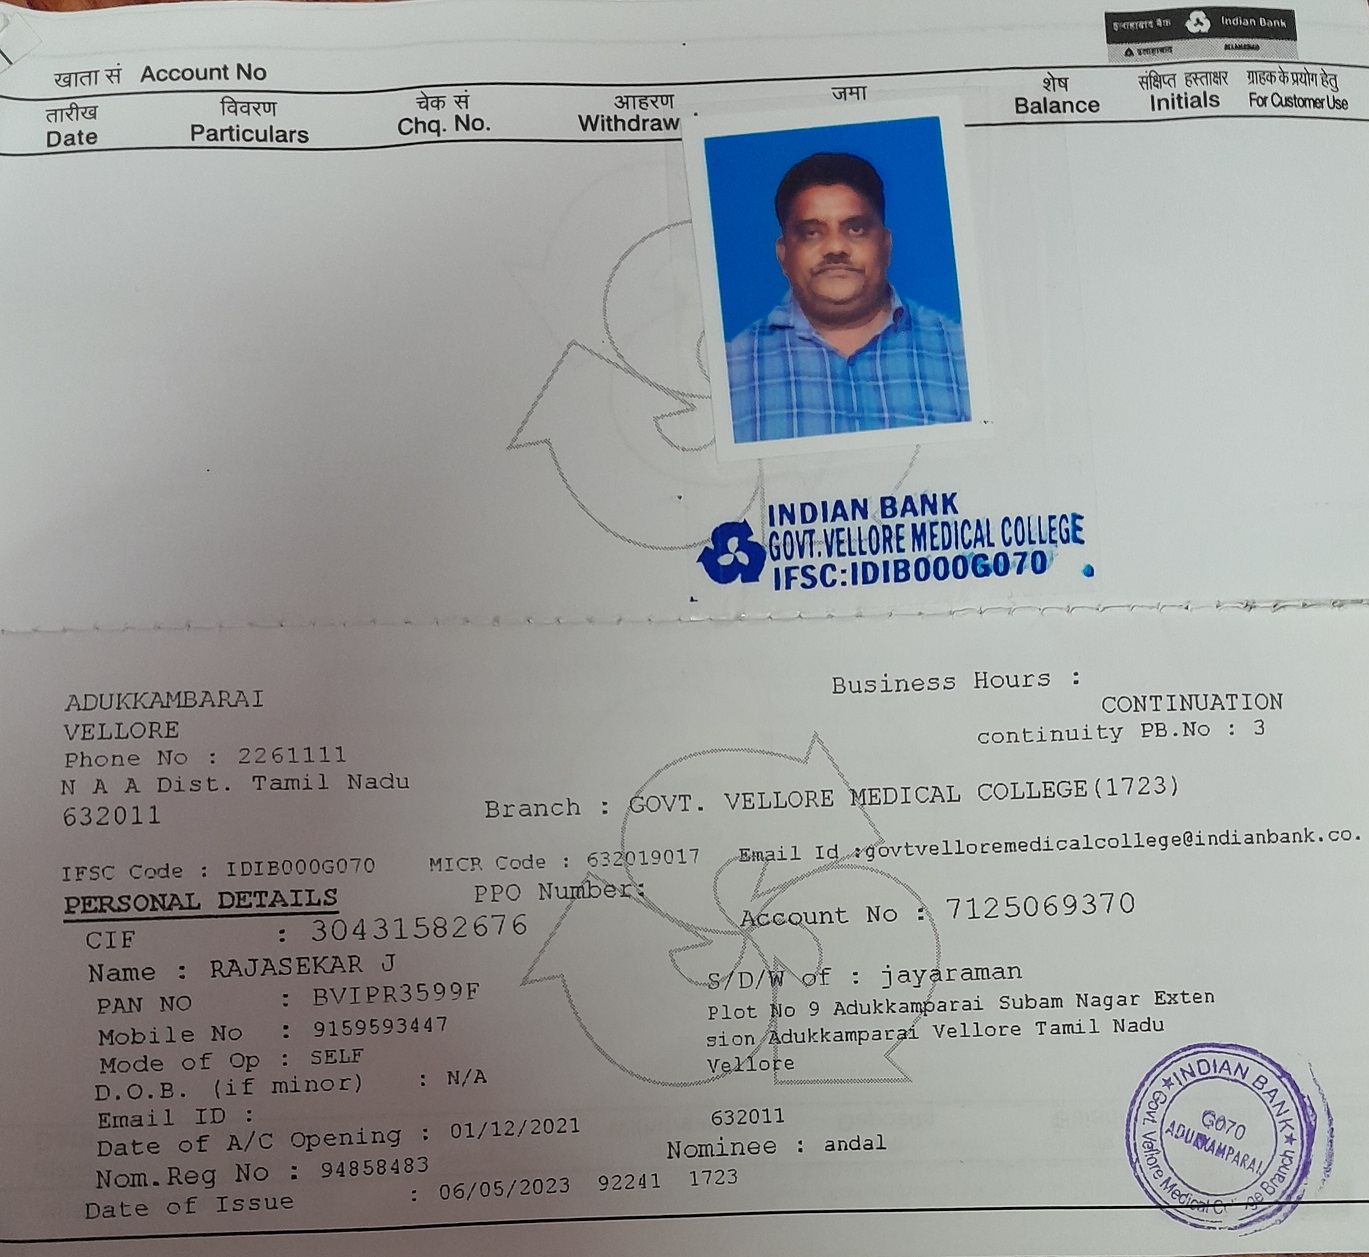 इलाहाबाद बैंक Indian Bank
इलाहाबाद ALLAHABAD
खाता सं Account No
तारीख विवरण चेक सं आहरण जमा शेष संक्षिप्त हस्ताक्षर ग्राहक के प्रयोग हेतु
Date Particulars Chq. No. Withdraw Balance Initials For Customer Use
INDIAN BANK
GOVT.VELLORE MEDICAL COLLEGE
IFSC:IDIB000G070
ADUKKAMBARAI Business Hours :
VELLORE CONTINUATION
Phone No : 2261111 continuity PB.No : 3
N A A Dist. Tamil Nadu
632011 Branch : GOVT. VELLORE MEDICAL COLLEGE(1723)
IFSC Code : IDIB000G070 MICR Code : 632019017 Email Id :govtvelloremedicalcollege@indianbank.co.
PERSONAL DETAILS PPO Number:
CIF : 30431582676 Account No : 7125069370
Name : RAJASEKAR J S/D/W of : jayaraman
PAN NO : BVIPR3599F Plot No 9 Adukkamparai Subam Nagar Exten
Mobile No : 9159593447 sion Adukkamparai Vellore Tamil Nadu
Mode of Op : SELF Vellore
D.O.B. (if minor) : N/A
Email ID : 632011
Date of A/C Opening : 01/12/2021 Nominee : andal
Nom.Reg No : 94858483
Date of Issue : 06/05/2023 92241 1723
INDIAN BANK
G070
ADUKKAMPARAI
Govt. Vellore Medical Branch